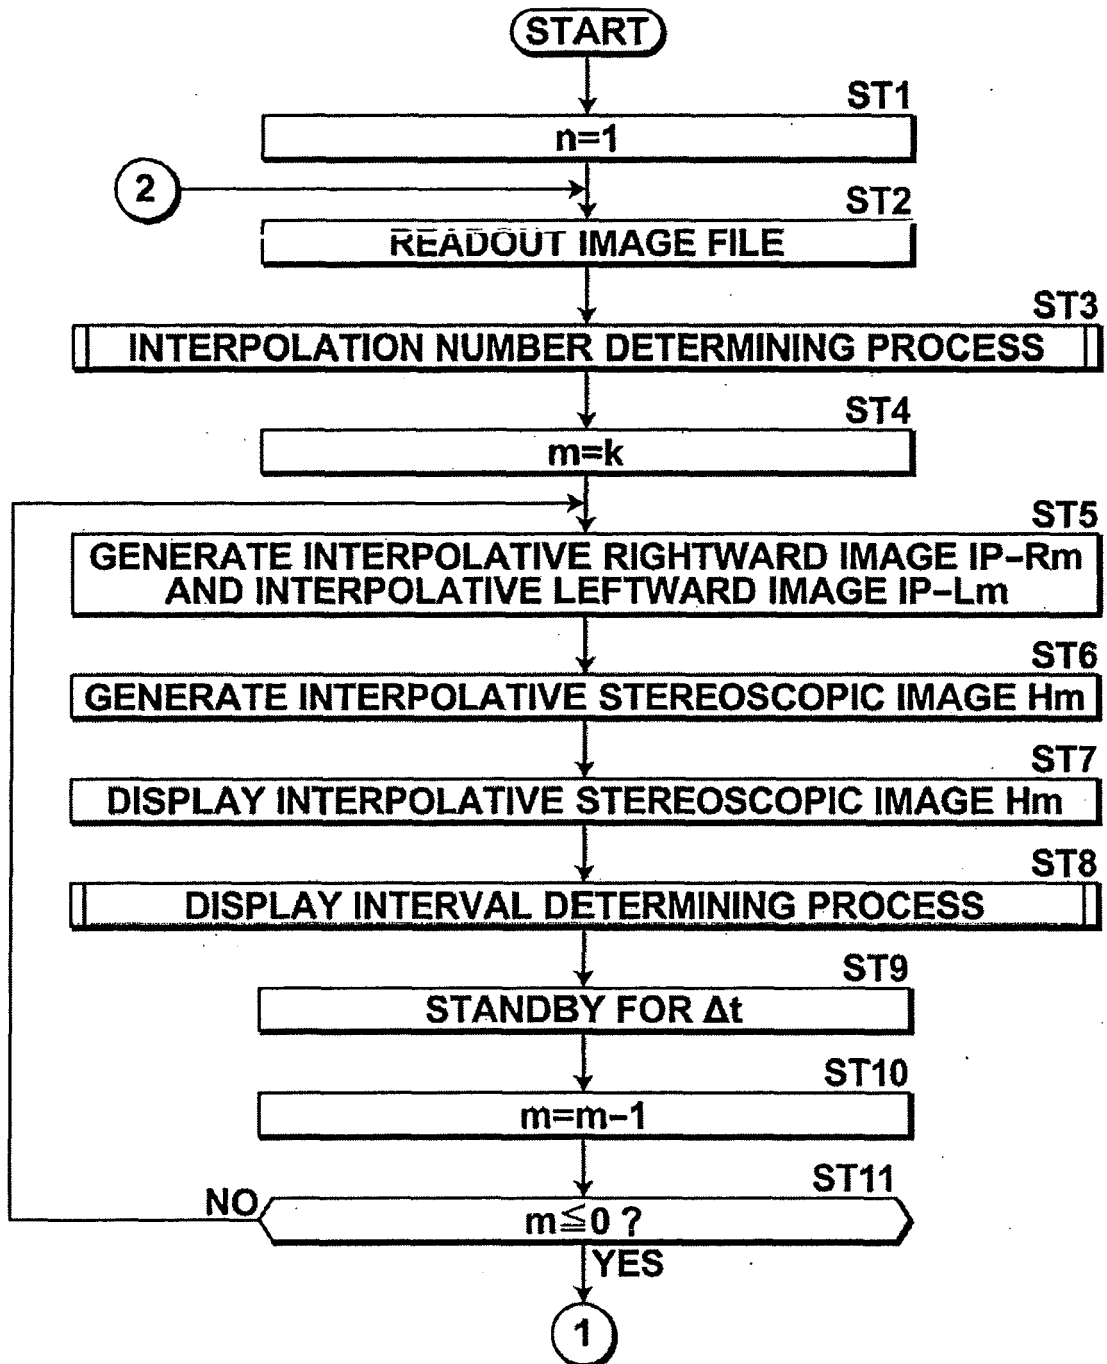 START
ST1
n=1
2
ST2
READOUT IMAGE FILE
ST3
INTERPOLATION NUMBER DETERMINING PROCESS
ST4
m=k
ST5
GENERATE INTERPOLATIVE RIGHTWARD IMAGE IP-Rm
AND INTERPOLATIVE LEFTWARD IMAGE IP-Lm
ST6
GENERATE INTERPOLATIVE STEREOSCOPIC IMAGE Hm
ST7
DISPLAY INTERPOLATIVE STEREOSCOPIC IMAGE Hm
ST8
DISPLAY INTERVAL DETERMINING PROCESS
ST9
STANDBY FOR Δt
ST10
m=m-1
ST11
NO
m≦0 ?
YES
1